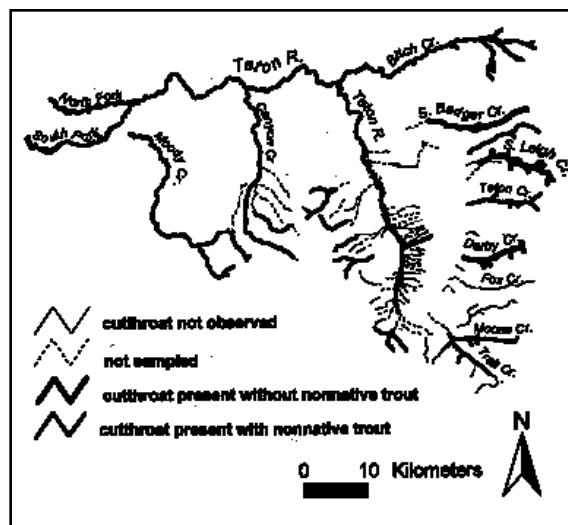 Teton R.
Bitch Cr.
North Fork
South Fork
Moody Cr.
Canyon Cr.
Teton R.
S. Badger Cr.
S. Leigh Cr.
Teton Cr.
Darby Cr.
Fox Cr.
Moose Cr.
Trail Cr.
cutthroat not observed
not sampled
cutthroat present without nonnative trout
cutthroat present with nonnative trout
N
0 10 Kilometers